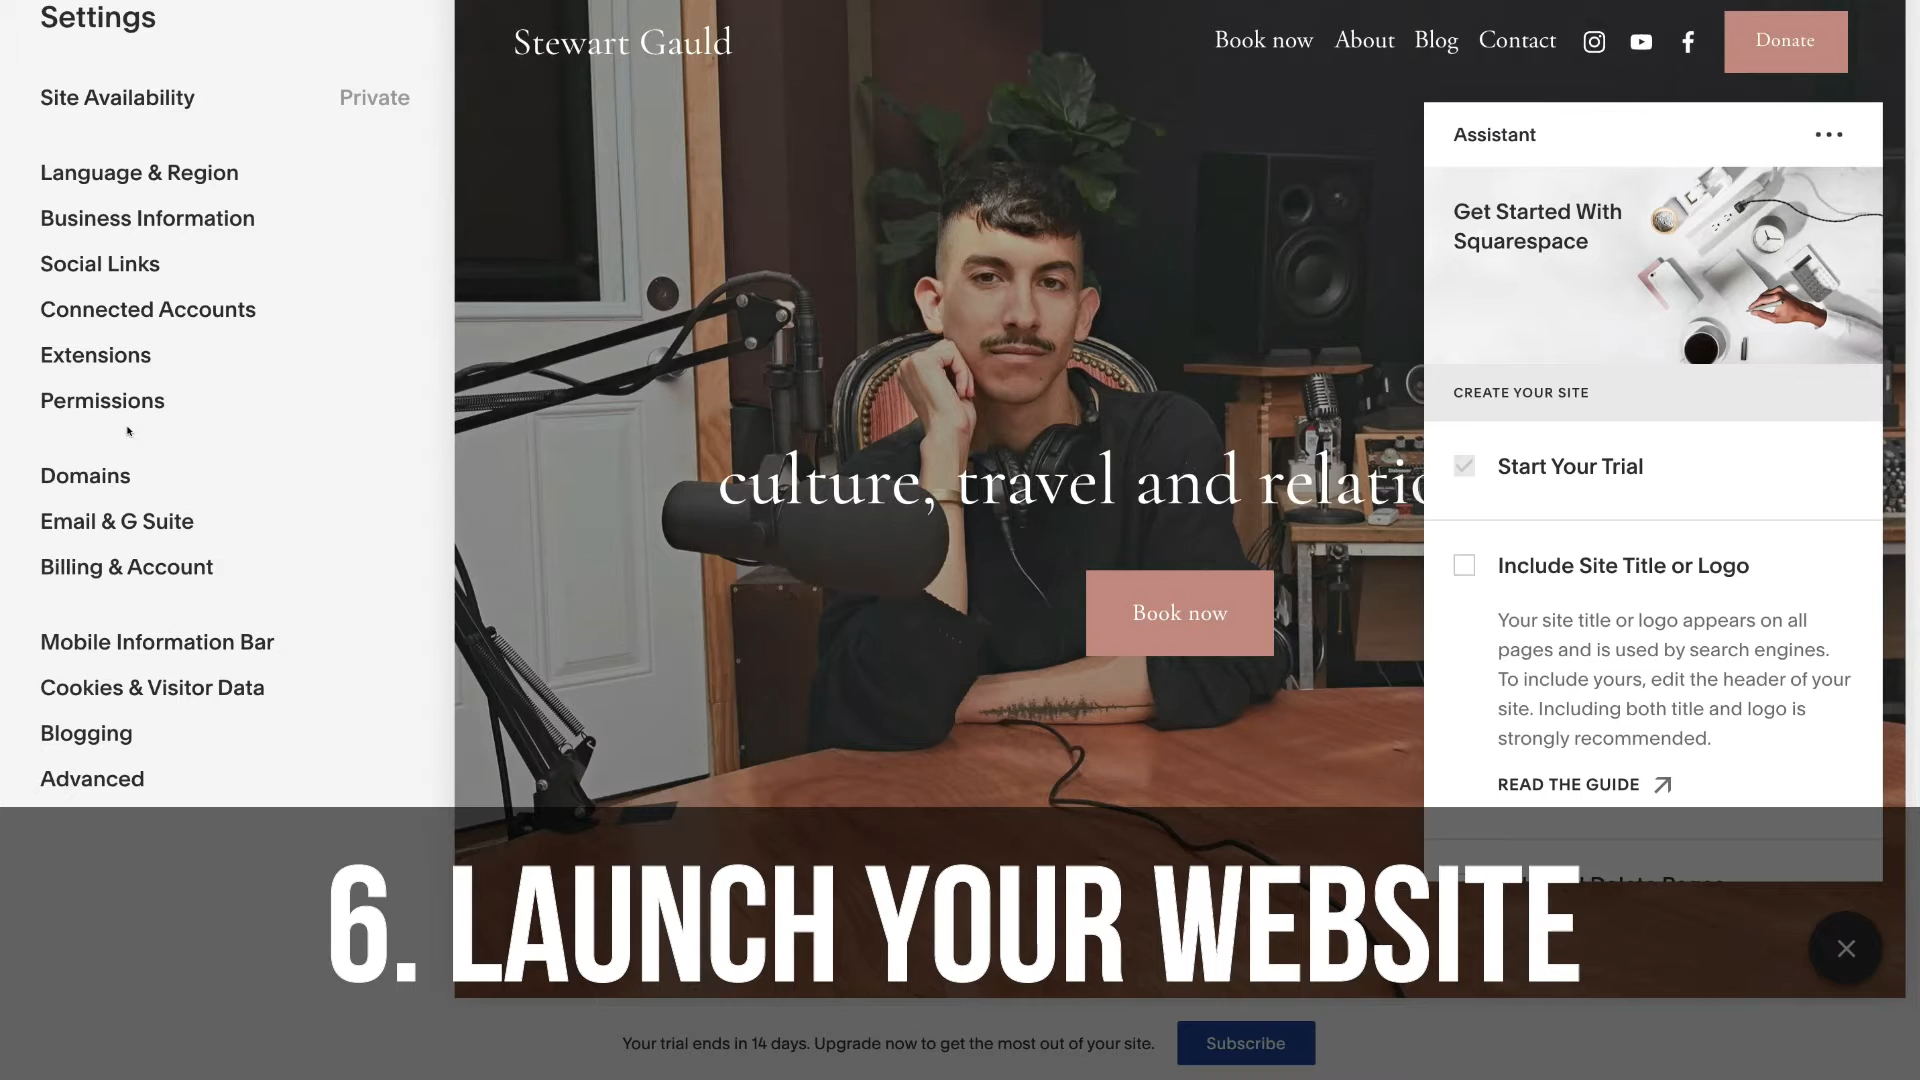 Settings
Site Availability Private
Language & Region
Business Information
Social Links
Connected Accounts
Extensions
Permissions
Domains
Email & G Suite
Billing & Account
Mobile Information Bar
Cookies & Visitor Data
Blogging
Advanced
Stewart Gauld
Book now About Blog Contact
Donate
culture, travel and relatio
Book now
Assistant
Get Started With
Squarespace
CREATE YOUR SITE
Start Your Trial
Include Site Title or Logo
Your site title or logo appears on all
pages and is used by search engines.
To include yours, edit the header of your
site. Including both title and logo is
strongly recommended.
READ THE GUIDE
Delete Pages
6. LAUNCH YOUR WEBSITE
Your trial ends in 14 days. Upgrade now to get the most out of your site.
Subscribe